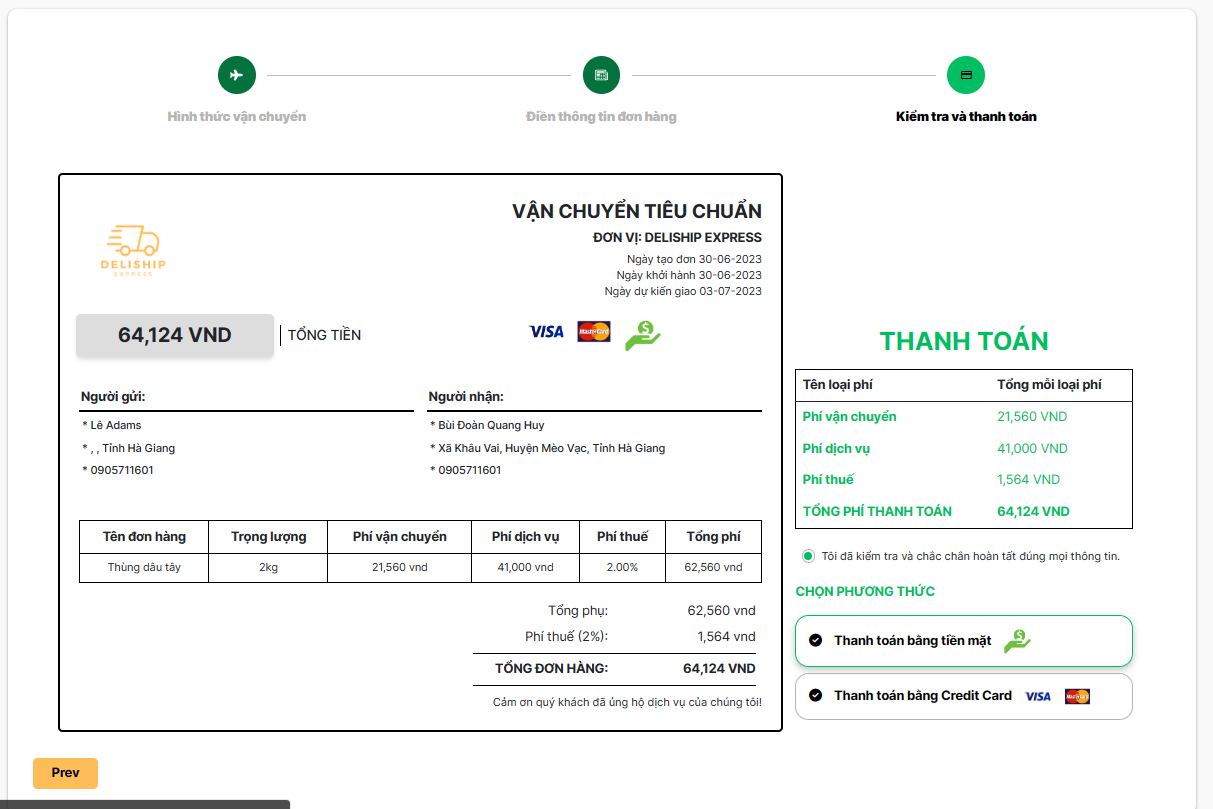 Hình thức vận chuyển
Điền thông tin đơn hàng
Kiểm tra và thanh toán
DELISHIP
EXPRESS
VẬN CHUYỂN TIÊU CHUẨN
ĐƠN VỊ: DELISHIP EXPRESS
Ngày tạo đơn 30-06-2023
Ngày khởi hành 30-06-2023
Ngày dự kiến giao 03-07-2023
64,124 VND TỔNG TIỀN
VISA MasterCard $
Người gửi:
* Lê Adams
* , , Tỉnh Hà Giang
* 0905711601
Người nhận:
* Bùi Đoàn Quang Huy
* Xã Khâu Vai, Huyện Mèo Vạc, Tỉnh Hà Giang
* 0905711601
Tên đơn hàng Trọng lượng Phí vận chuyển Phí dịch vụ Phí thuế Tổng phí
Thùng dâu tây 2kg 21,560 vnd 41,000 vnd 2.00% 62,560 vnd
Tổng phụ: 62,560 vnd
Phí thuế (2%): 1,564 vnd
TỔNG ĐƠN HÀNG: 64,124 VND
Cảm ơn quý khách đã ủng hộ dịch vụ của chúng tôi!
THANH TOÁN
Tên loại phí Tổng mỗi loại phí
Phí vận chuyển 21,560 VND
Phí dịch vụ 41,000 VND
Phí thuế 1,564 VND
TỔNG PHÍ THANH TOÁN 64,124 VND
Tôi đã kiểm tra và chắc chắn hoàn tất đúng mọi thông tin.
CHỌN PHƯƠNG THỨC
Thanh toán bằng tiền mặt $
Thanh toán bằng Credit Card VISA MasterCard
Prev